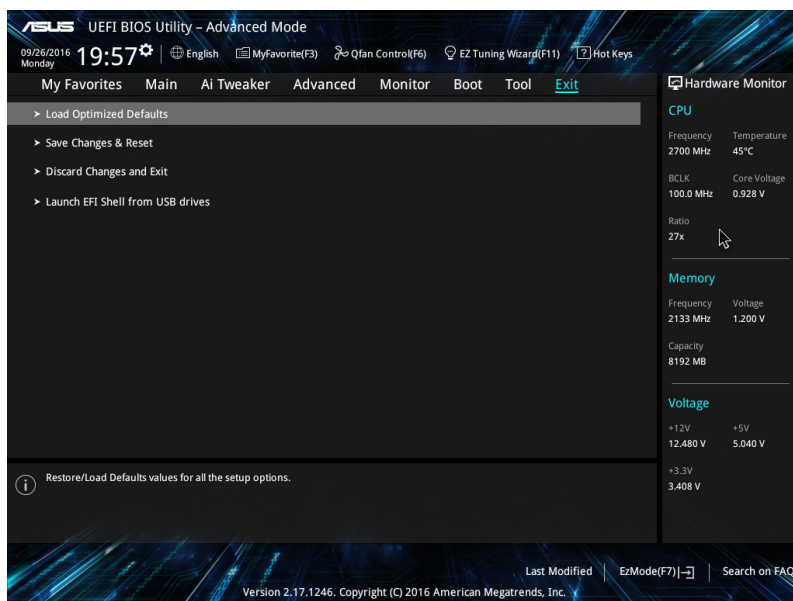 ASUS UEFI BIOS Utility – Advanced Mode
09/26/2016 Monday 19:57 English MyFavorite(F3) Qfan Control(F6) EZ Tuning Wizard(F11) ? Hot Keys
My Favorites Main Ai Tweaker Advanced Monitor Boot Tool Exit
Load Optimized Defaults
Save Changes & Reset
Discard Changes and Exit
Launch EFI Shell from USB drives
Hardware Monitor
CPU
Frequency Temperature
2700 MHz 45°C
BCLK Core Voltage
100.0 MHz 0.928 V
Ratio
27x
Memory
Frequency Voltage
2133 MHz 1.200 V
Capacity
8192 MB
Voltage
+12V +5V
12.480 V 5.040 V
+3.3V
3.408 V
i Restore/Load Defaults values for all the setup options.
Last Modified EzMode(F7) Search on FAQ
Version 2.17.1246. Copyright (C) 2016 American Megatrends, Inc.